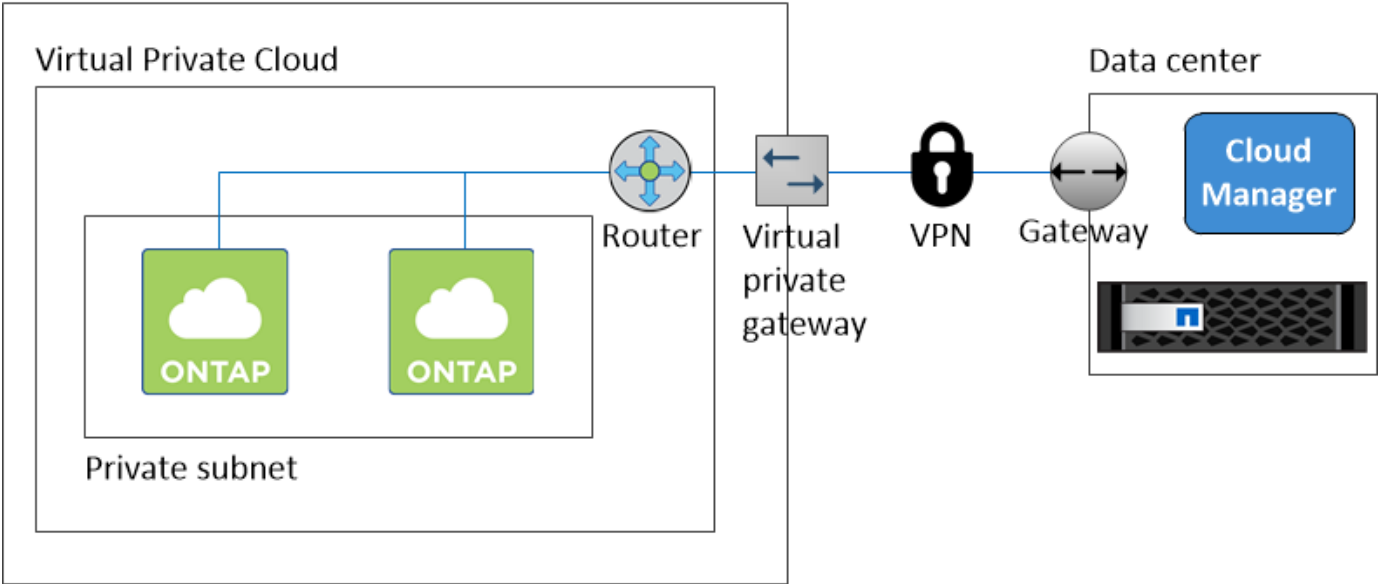 Virtual Private Cloud
Data center
Cloud
Manager
Router
Virtual
private
gateway
VPN
Gateway
ONTAP
ONTAP
Private subnet